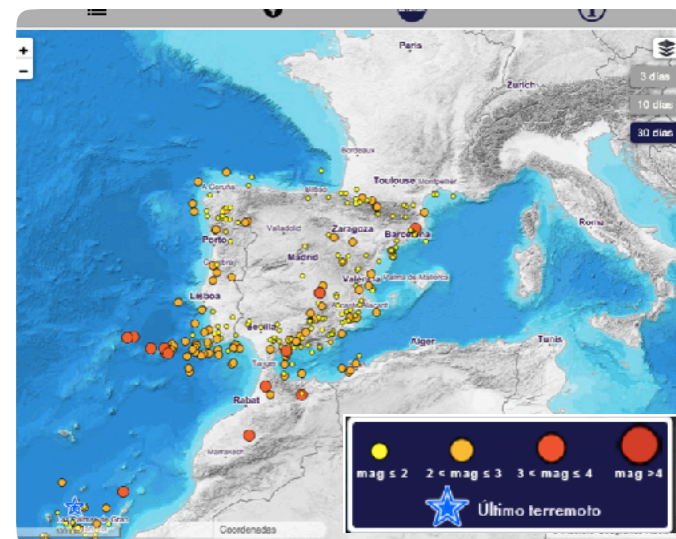 +
−
3 días
10 días
30 días
Paris
Zurich
Bordeaux
Toulouse Montpellier
A Coruña
Bilbao
Roma
Valladolid
Zaragoza
Barcelona
Porto
Madrid
Palma de Mallorca
Lisboa
Sevilla
Alger
Tunis
Rabat
Marrakech
Coordenadas
mag ≤ 2
2 < mag ≤ 3
3 < mag ≤ 4
mag >4
Último terremoto